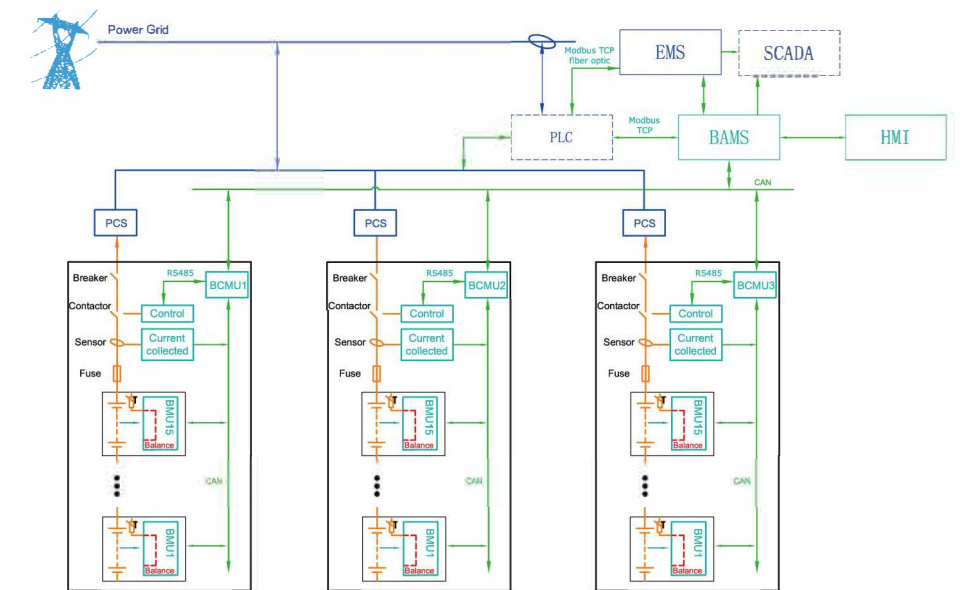 Power Grid
Modbus TCP
fiber optic
EMS
SCADA
PLC
Modbus
TCP
BAMS
HMI
CAN
PCS
PCS
PCS
Breaker
RS485
BCMU1
Contactor
Control
Sensor
Current
collected
Fuse
T
BMU15
Balance
CAN
T
BMU1
Balance
Breaker
RS485
BCMU2
Contactor
Control
Sensor
Current
collected
Fuse
T
BMU15
Balance
CAN
T
BMU1
Balance
Breaker
RS485
BCMU3
Contactor
Control
Sensor
Current
collected
Fuse
T
BMU15
Balance
CAN
T
BMU1
Balance